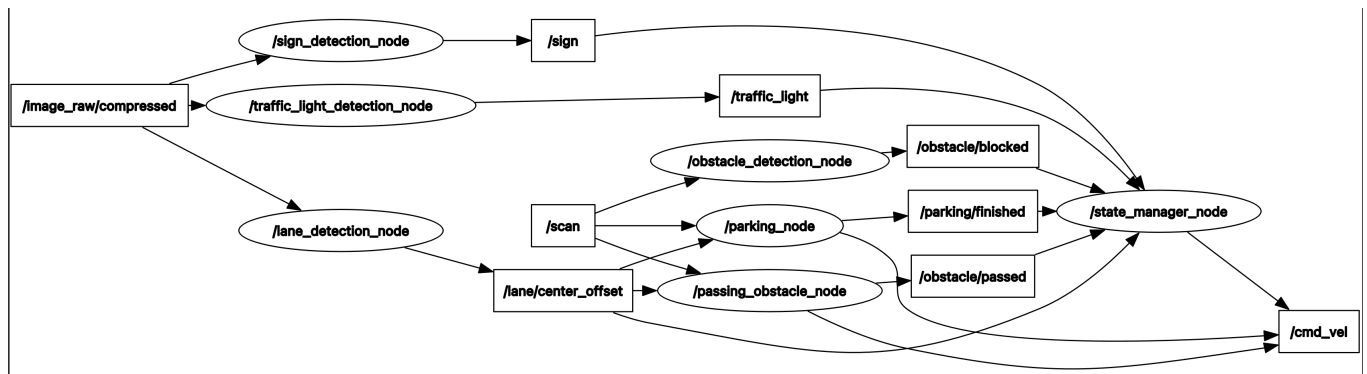 /sign_detection_node
/sign
/image_raw/compressed
/traffic_light_detection_node
/traffic_light
/obstacle_detection_node
/obstacle/blocked
/lane_detection_node
/scan
/parking_node
/parking/finished
/state_manager_node
/lane/center_offset
/passing_obstacle_node
/obstacle/passed
/cmd_vel